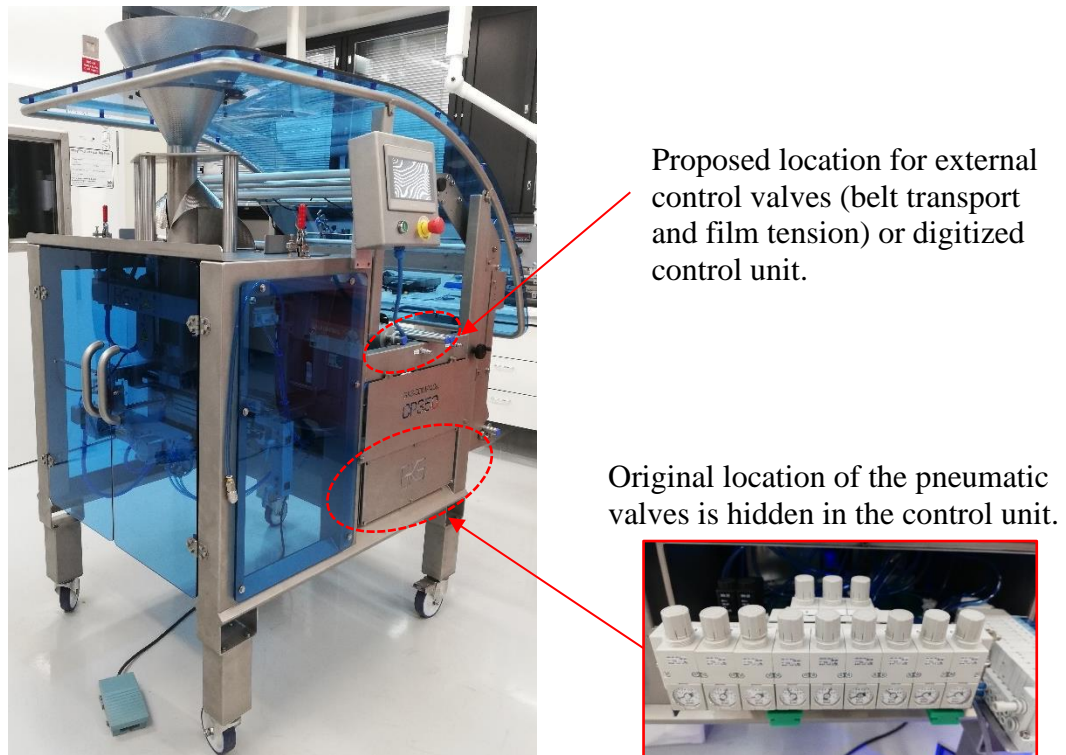 Proposed location for external
control valves (belt transport
and film tension) or digitized
control unit.
Original location of the pneumatic
valves is hidden in the control unit.